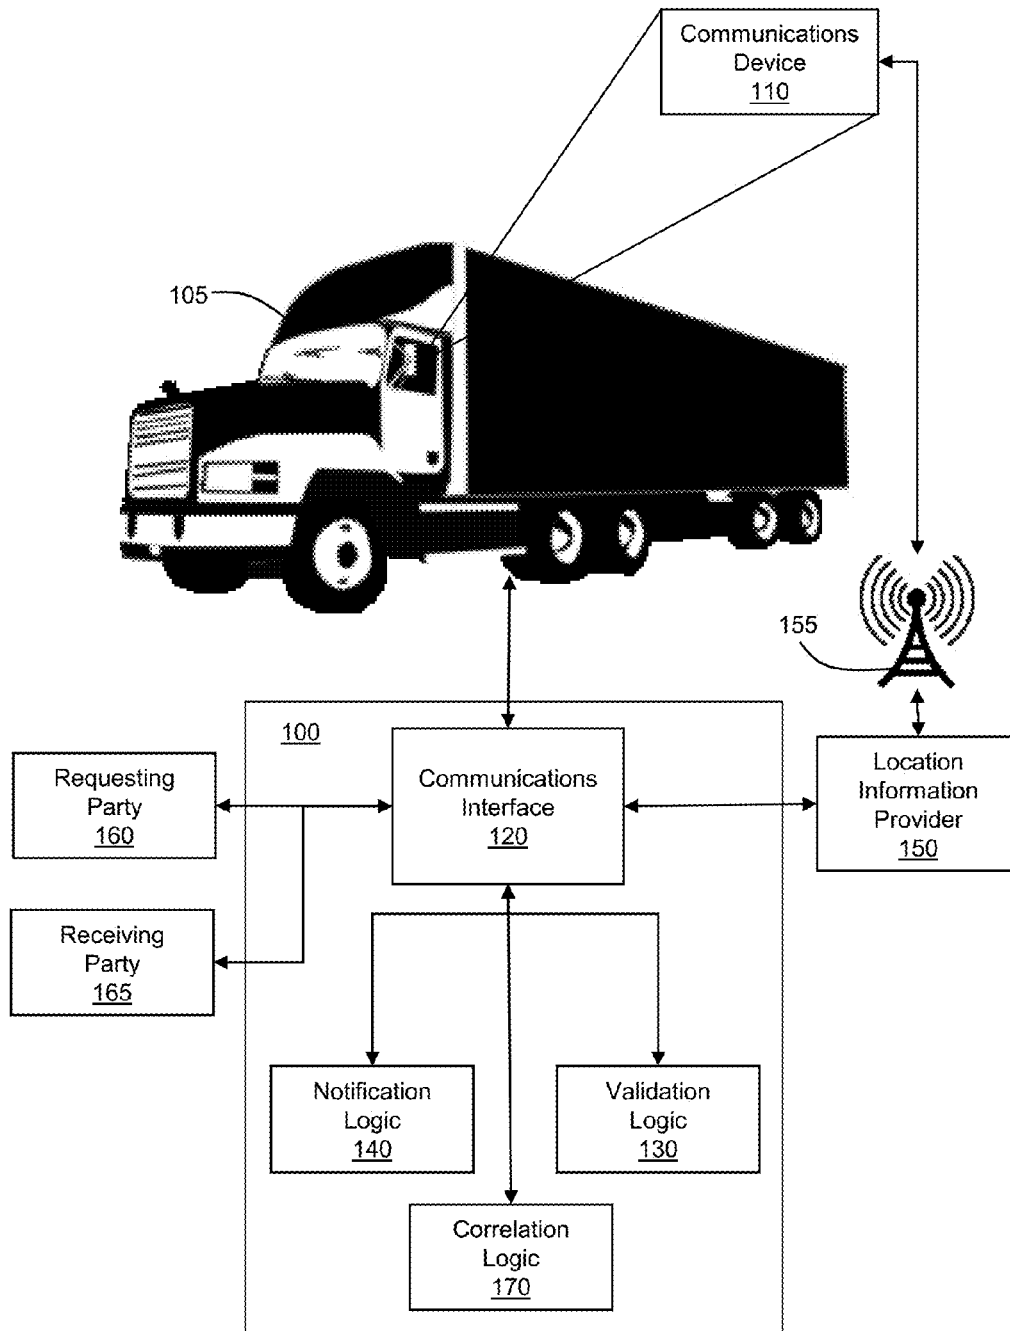 Communications
Device
110
105
155
100
Requesting
Party
160
Communications
Interface
120
Location
Information
Provider
150
Receiving
Party
165
Notification
Logic
140
Validation
Logic
130
Correlation
Logic
170